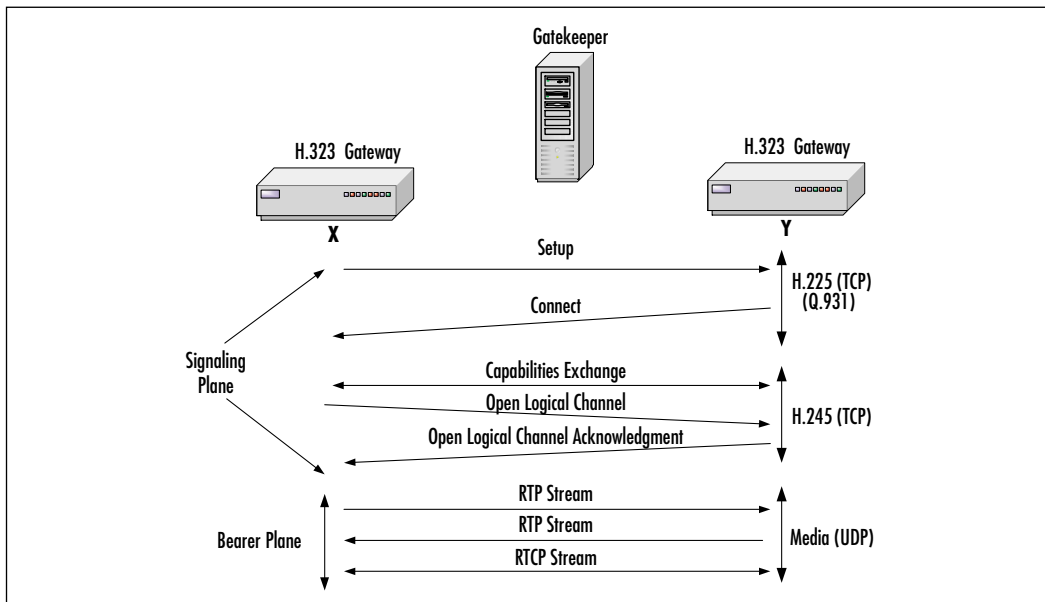 Gatekeeper
H.323 Gateway
H.323 Gateway
X
Y
Setup
H.225 (TCP)
(Q.931)
Connect
Signaling
Plane
Capabilities Exchange
Open Logical Channel
H.245 (TCP)
Open Logical Channel Acknowledgment
RTP Stream
RTP Stream
Bearer Plane
Media (UDP)
RTCP Stream